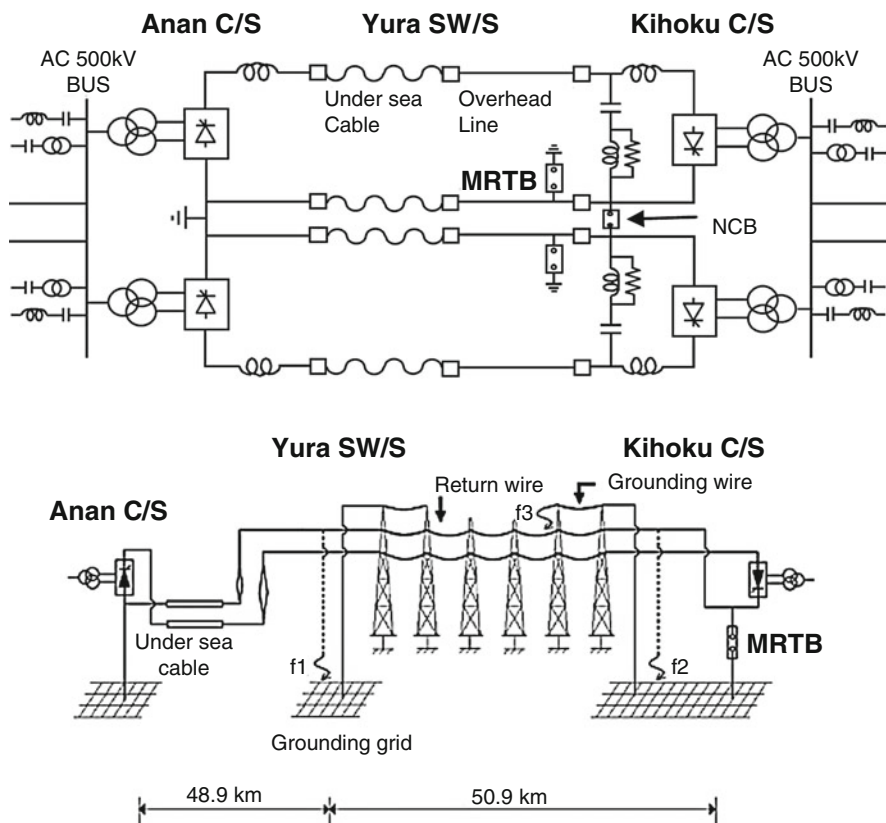 Anan C/S
Yura SW/S
Kihoku C/S
AC 500kV
BUS
AC 500kV
BUS
Under sea
Cable
Overhead
Line
MRTB
NCB
Yura SW/S
Kihoku C/S
Return wire
Grounding wire
Anan C/S
f3
Under sea
cable
f1
f2
MRTB
Grounding grid
48.9 km
50.9 km